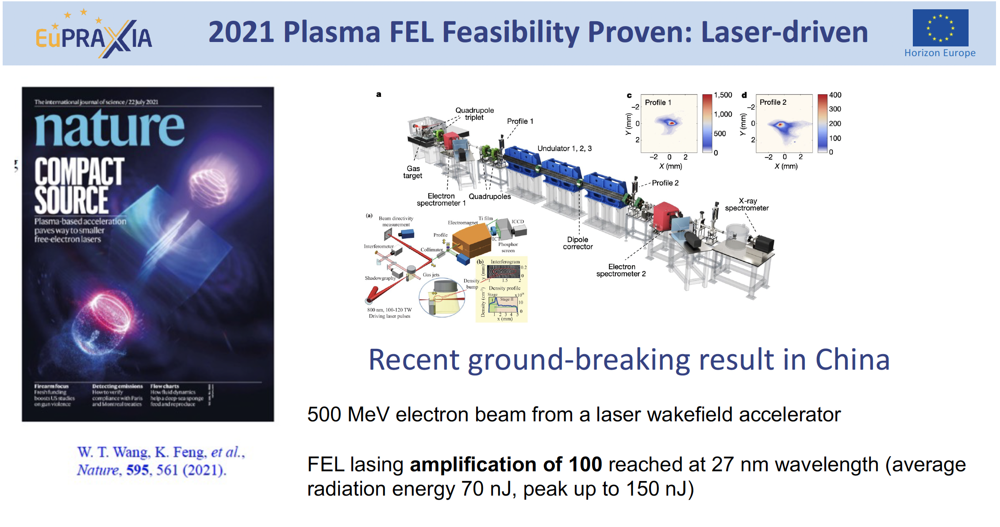 EuPRAXIA
2021 Plasma FEL Feasibility Proven: Laser-driven
Horizon Europe
The international journal of science / 22 July 2021
nature
COMPACT
SOURCE
Plasma-based acceleration
paves way to smaller
free-electron lasers
Firearm focus
Fresh funding
boosts US studies
on gun violence
Detecting emissions
How to verify
compliance with Paris
and Montreal treaties
Flow charts
How fluid dynamics
help a deep-sea sponge
feed and reproduce
W. T. Wang, K. Feng, et al.,
Nature, 595, 561 (2021).
a
Quadrupole
triplet
Profile 1
Undulator 1, 2, 3
Gas
target
Electron
spectrometer 1
Quadrupoles
Profile 2
X-ray
spectrometer
Dipole
corrector
Electron
spectrometer 2
c
Profile 1
Y (mm)
−2
0
2
−2 0 2
X (mm)
1,500
1,000
500
0
d
Profile 2
Y (mm)
−2
0
2
−2 0 2
X (mm)
400
300
200
100
0
(a)
Beam directivity
measurement
Interferometer
Shadowgraphy
800 nm, 100-120 TW
Driving laser pulses
Gas jets
Collimator
Profile
Electromagnet
Ti film
ICT
ICCD
Phosphor
screen
Density
bump
(b)
Interferogram
y (mm)
0.2
0
1 1.5 2
Density profile
Density (cm-3)
Stage
I
Stage II
x1018
10
0
1 2 3 4 5
x (mm)
Recent ground-breaking result in China
500 MeV electron beam from a laser wakefield accelerator
FEL lasing amplification of 100 reached at 27 nm wavelength (average
radiation energy 70 nJ, peak up to 150 nJ)